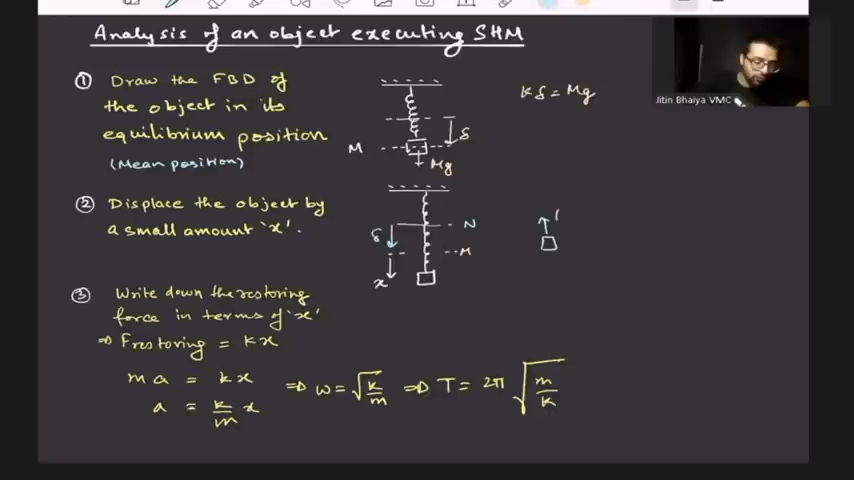 Analysis of an object executing SHM
① Draw the FBD of
the object in its
equilibrium position
(Mean position)
kδ = Mg
δ
M
Mg
② Displace the object by
a small amount 'x'.
N
δ
M
x
③ Write down the restoring
force in terms of 'x'
⇒ Frestoring = kx
ma = kx
a = k/m x
⇒ ω = √k/m ⇒ T = 2π √m/k
Jitin Bhaiya VMC